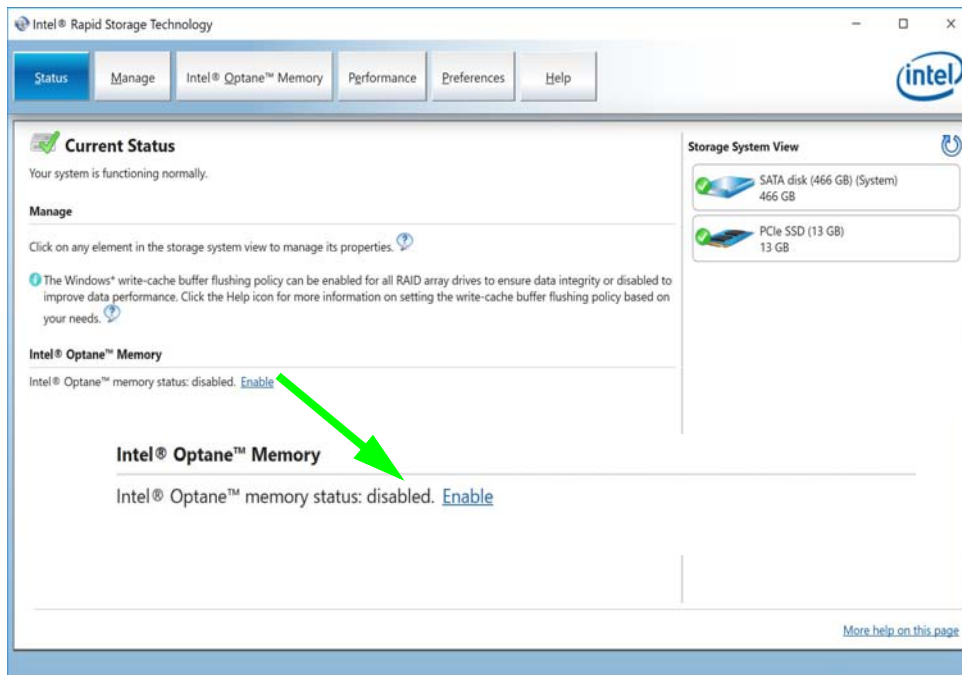 Intel® Rapid Storage Technology
Status Manage Intel® Optane™ Memory Performance Preferences Help
intel
Current Status
Your system is functioning normally.
Manage
Click on any element in the storage system view to manage its properties.
The Windows* write-cache buffer flushing policy can be enabled for all RAID array drives to ensure data integrity or disabled to
improve data performance. Click the Help icon for more information on setting the write-cache buffer flushing policy based on
your needs.
Intel® Optane™ Memory
Intel® Optane™ memory status: disabled. Enable
Intel® Optane™ Memory
Intel® Optane™ memory status: disabled. Enable
Storage System View
SATA disk (466 GB) (System)
466 GB
PCIe SSD (13 GB)
13 GB
More help on this page